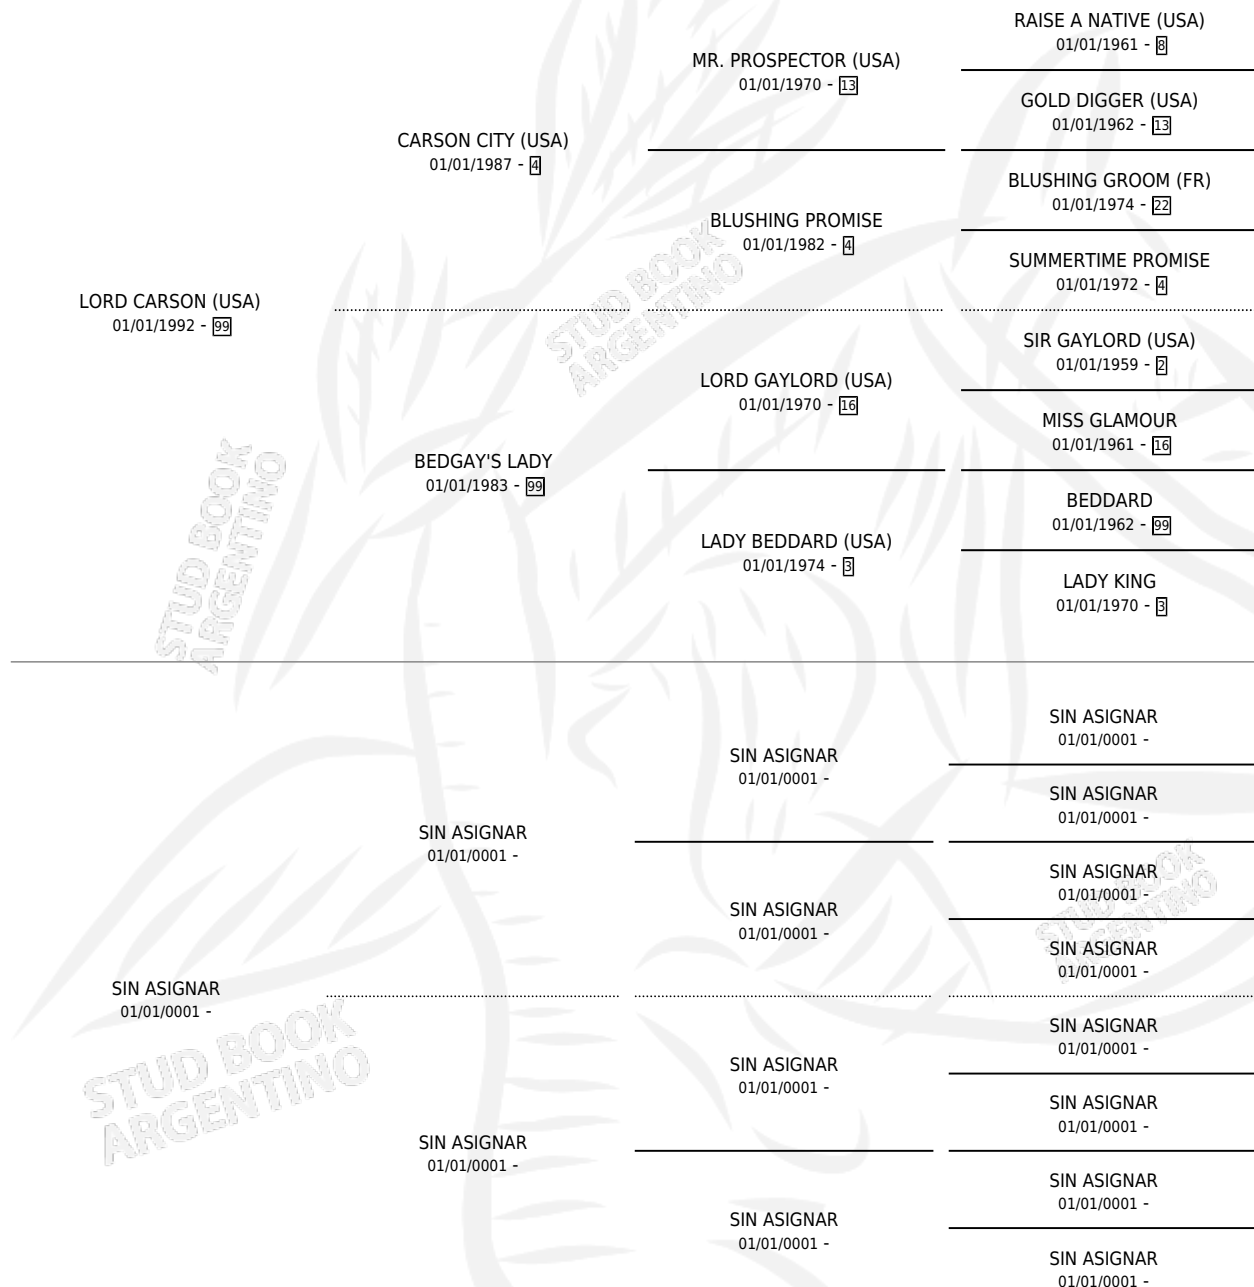 RAISE A NATIVE (USA)
01/01/1961 - 8
MR. PROSPECTOR (USA)
01/01/1970 - 13
GOLD DIGGER (USA)
01/01/1962 - 13
CARSON CITY (USA)
01/01/1987 - 4
BLUSHING GROOM (FR)
01/01/1974 - 22
BLUSHING PROMISE
01/01/1982 - 4
SUMMERTIME PROMISE
01/01/1972 - 4
LORD CARSON (USA)
01/01/1992 - 99
SIR GAYLORD (USA)
01/01/1959 - 2
LORD GAYLORD (USA)
01/01/1970 - 16
MISS GLAMOUR
01/01/1961 - 16
BEDGAY'S LADY
01/01/1983 - 99
BEDDARD
01/01/1962 - 99
LADY BEDDARD (USA)
01/01/1974 - 3
LADY KING
01/01/1970 - 3
SIN ASIGNAR
01/01/0001 -
SIN ASIGNAR
01/01/0001 -
SIN ASIGNAR
01/01/0001 -
SIN ASIGNAR
01/01/0001 -
SIN ASIGNAR
01/01/0001 -
SIN ASIGNAR
01/01/0001 -
SIN ASIGNAR
01/01/0001 -
SIN ASIGNAR
01/01/0001 -
SIN ASIGNAR
01/01/0001 -
SIN ASIGNAR
01/01/0001 -
SIN ASIGNAR
01/01/0001 -
SIN ASIGNAR
01/01/0001 -
SIN ASIGNAR
01/01/0001 -
SIN ASIGNAR
01/01/0001 -
SIN ASIGNAR
01/01/0001 -
STUD BOOK
ARGENTINO
STUD BOOK
ARGENTINO
STUD BOOK
ARGENTINO
STUD BOOK
ARGENTINO